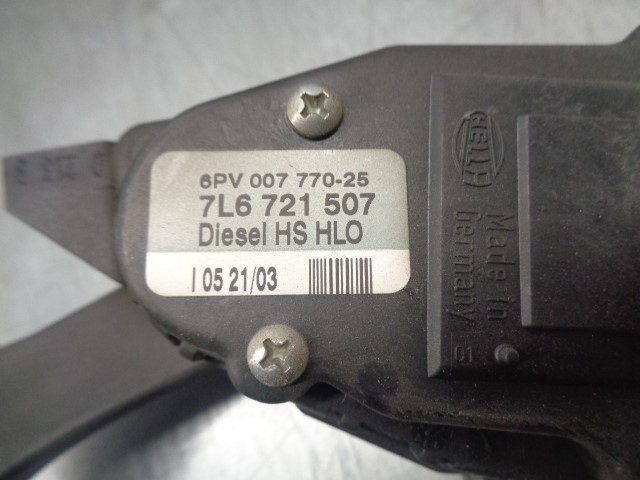 6PV 007 770-25
7L6 721 507
Diesel HS HLO
I 05 21/03
HELLA
Made in
Germany